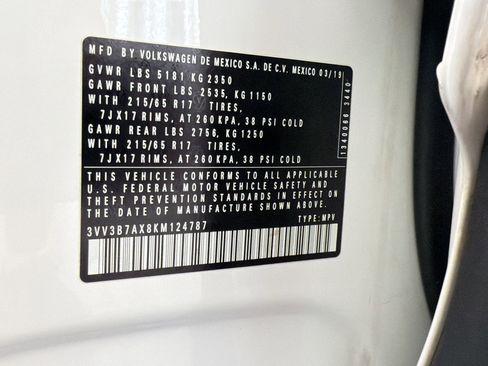 MFD BY VOLKSWAGEN DE MEXICO S.A. DE C.V. MEXICO 03/19
GVWR LBS 5181 KG 2350
GAWR FRONT LBS 2535, KG 1150
WITH 215/65 R17 TIRES,
7JX17 RIMS, AT 260 KPA, 38 PSI COLD
GAWR REAR LBS 2756, KG 1250
WITH 215/65 R17 TIRES,
7JX17 RIMS, AT 260KPA, 38 PSI COLD
THIS VEHICLE CONFORMS TO ALL APPLICABLE
U.S. FEDERAL MOTOR VEHICLE SAFETY AND
THEFT PREVENTION STANDARDS IN EFFECT ON
THE DATE OF MANUFACTURE SHOWN ABOVE.
3VV3B7AX8KM124787
TYPE: MPV
1340066 3440